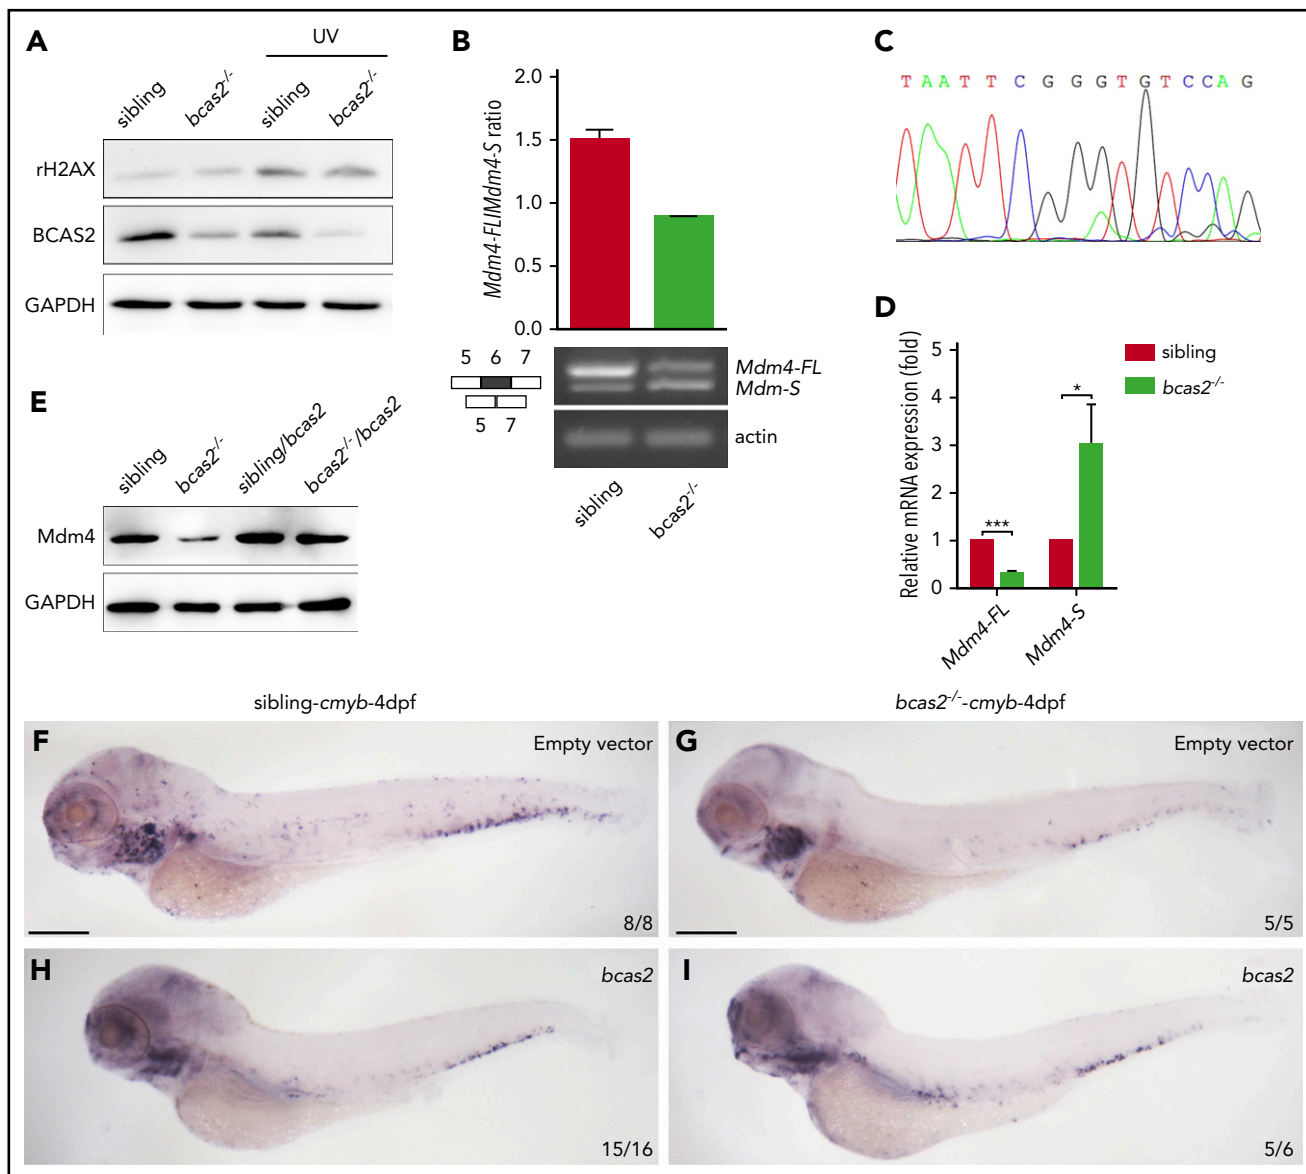 A
UV
sibling
bcas2-/-
sibling
bcas2-/-
rH2AX
BCAS2
GAPDH
B
2.0
1.5
1.0
0.5
0.0
Mdm4-FL/Mdm4-S ratio
5 6 7
5 7
Mdm4-FL
Mdm-S
actin
sibling
bcas2-/-
C
TAATTCGGGTGTCCAG
D
5
4
3
2
1
0
Relative mRNA expression (fold)
sibling
bcas2-/-
***
*
Mdm4-FL
Mdm4-S
E
sibling
bcas2-/-
sibling/bcas2
bcas2-/-/bcas2
Mdm4
GAPDH
sibling-cmyb-4dpf
bcas2-/--cmyb-4dpf
F
Empty vector
8/8
G
Empty vector
5/5
H
bcas2
15/16
I
bcas2
5/6